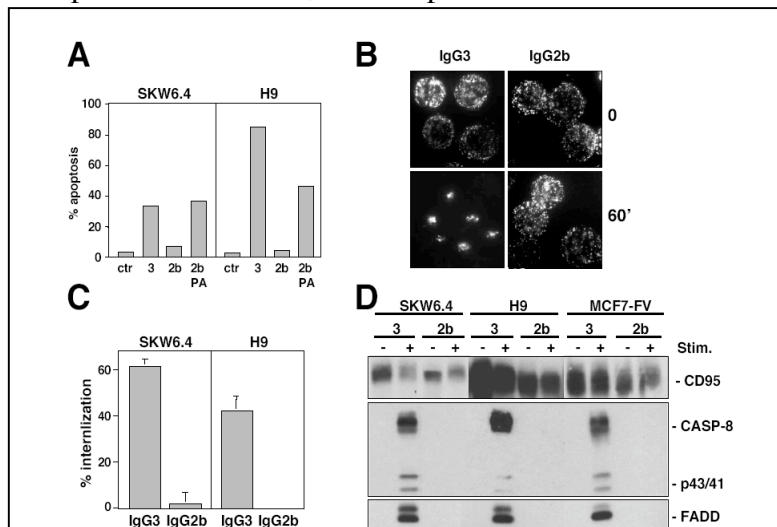 A
SKW6.4 H9
100
80
60
40
20
0
% apoptosis
ctr 3 2b 2b PA ctr 3 2b 2b PA
B
IgG3 IgG2b
0
60'
C
SKW6.4 H9
60
40
20
0
% internlization
IgG3 IgG2b IgG3 IgG2b
D
SKW6.4 H9 MCF7-FV
3 2b 3 2b 3 2b
- + - + - + - + - + - + Stim.
- CD95
- CASP-8
- p43/41
- FADD